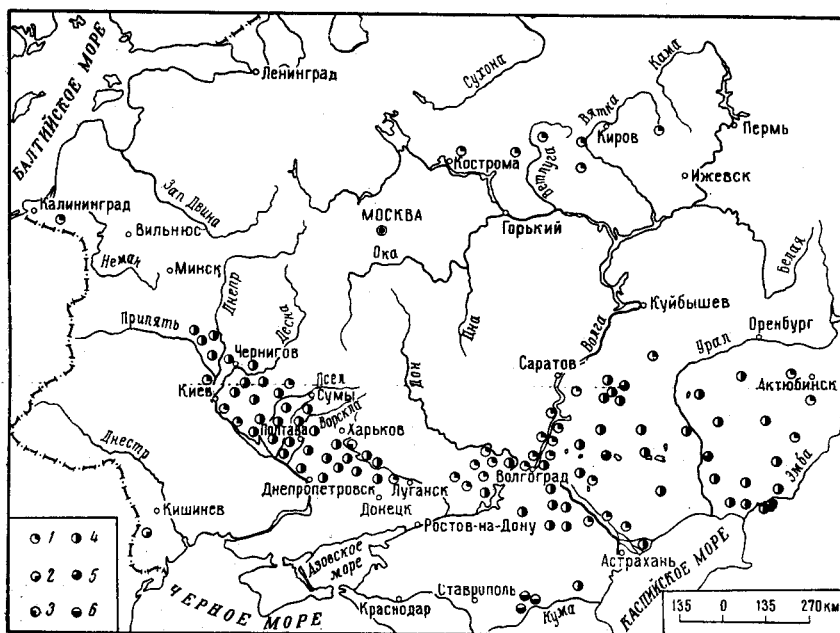 БАЛТИЙСКОЕ МОРЕ
Ленинград
Сухона
Кама
Вятка
Киров
Пермь
Кострома
Ветлуга
Ижевск
Зап Двина
Калининград
Вильнюс
МОСКВА
Горький
Неман
Минск
Ока
Белая
Днепр
Десна
Цна
Куйбышев
Припять
Волга
Оренбург
Урал
Чернигов
Дон
Саратов
Актюбинск
Киев
Псел
Сумы
Ворскла
Полтава
Харьков
Днестр
Эмба
Волгоград
Днепропетровск
Луганск
Донецк
Кишинев
Ростов-на-Дону
Астрахань
Азовское
море
Ставрополь
КАСПИЙСКОЕ МОРЕ
ЧЕРНОЕ МОРЕ
Краснодар
Кума
1 4
2 5
3 6
135 0 135 270 км